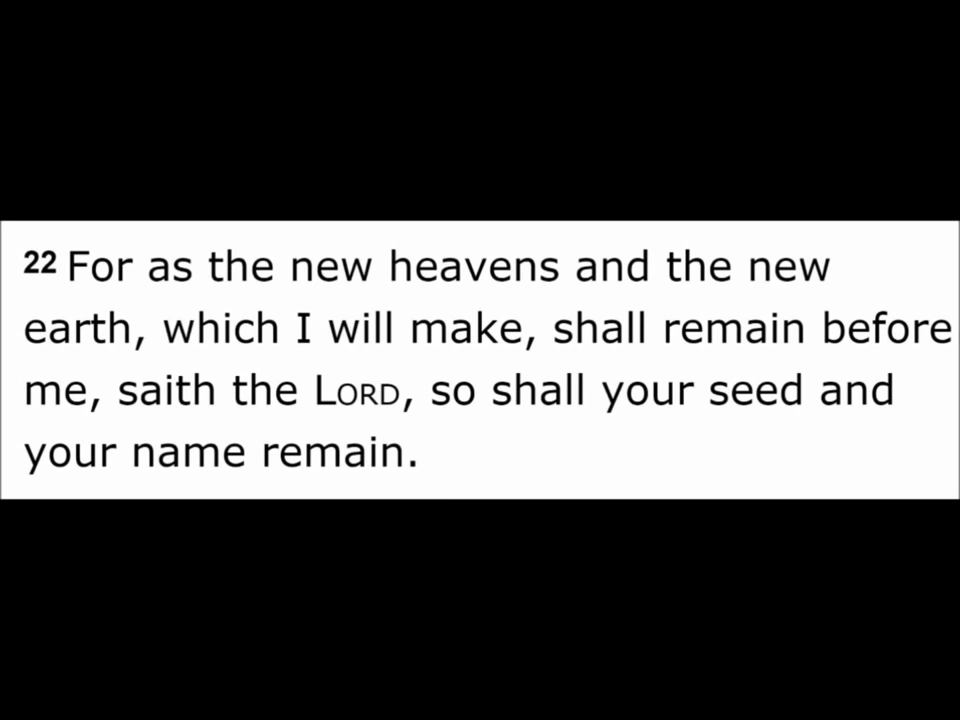 22 For as the new heavens and the new
earth, which I will make, shall remain before
me, saith the LORD, so shall your seed and
your name remain.